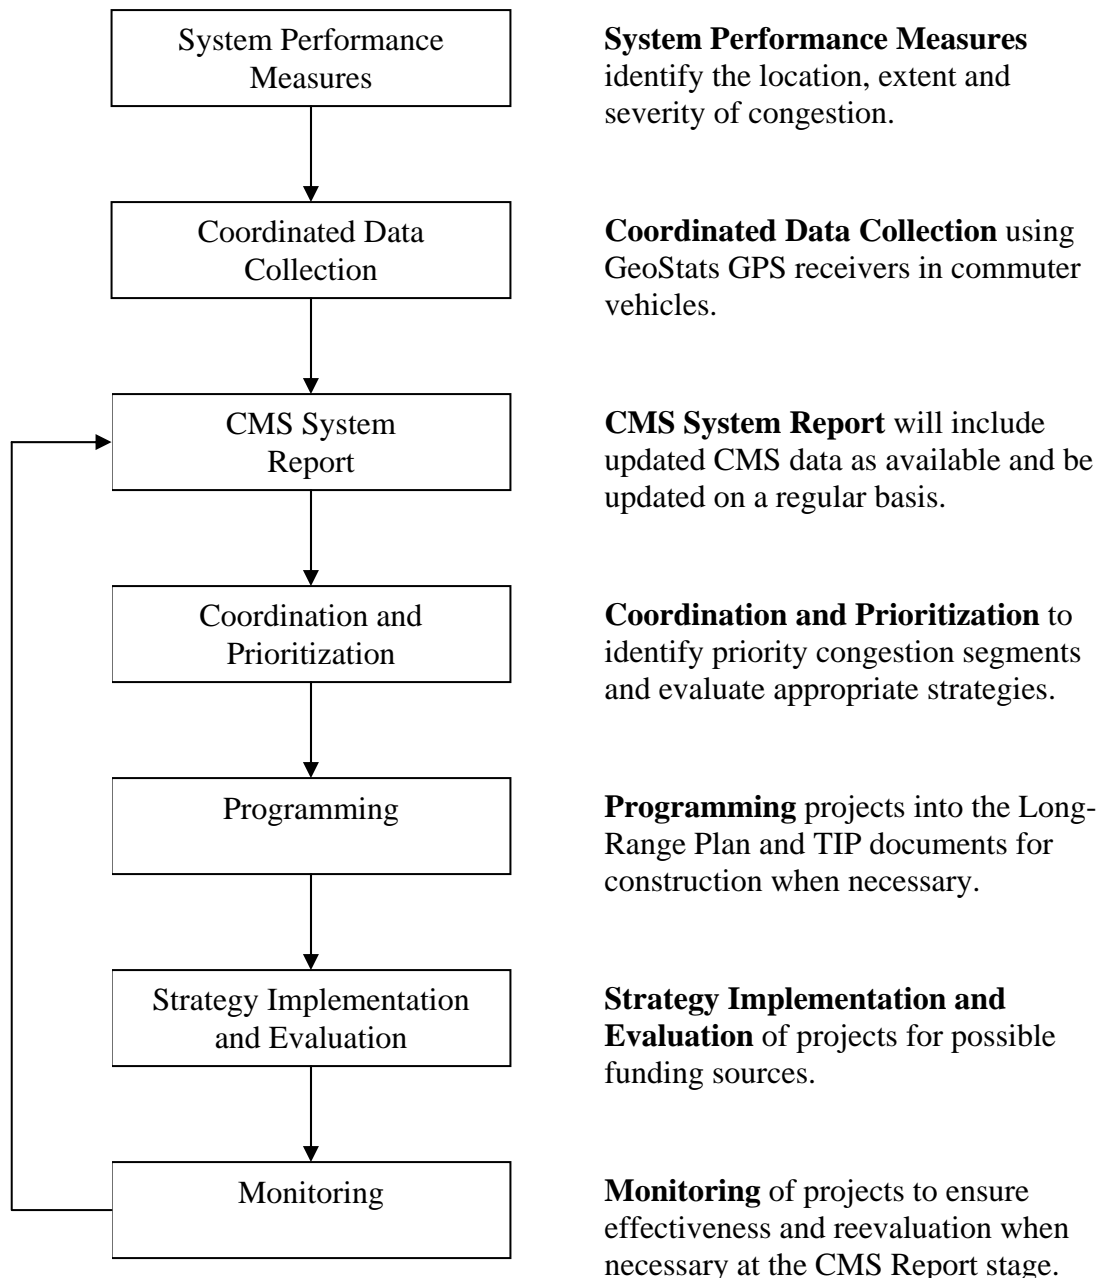 System Performance
Measures
System Performance Measures
identify the location, extent and
severity of congestion.
Coordinated Data
Collection
Coordinated Data Collection using
GeoStats GPS receivers in commuter
vehicles.
CMS System
Report
CMS System Report will include
updated CMS data as available and be
updated on a regular basis.
Coordination and
Prioritization
Coordination and Prioritization to
identify priority congestion segments
and evaluate appropriate strategies.
Programming
Programming projects into the Long-
Range Plan and TIP documents for
construction when necessary.
Strategy Implementation
and Evaluation
Strategy Implementation and
Evaluation of projects for possible
funding sources.
Monitoring
Monitoring of projects to ensure
effectiveness and reevaluation when
necessary at the CMS Report stage.